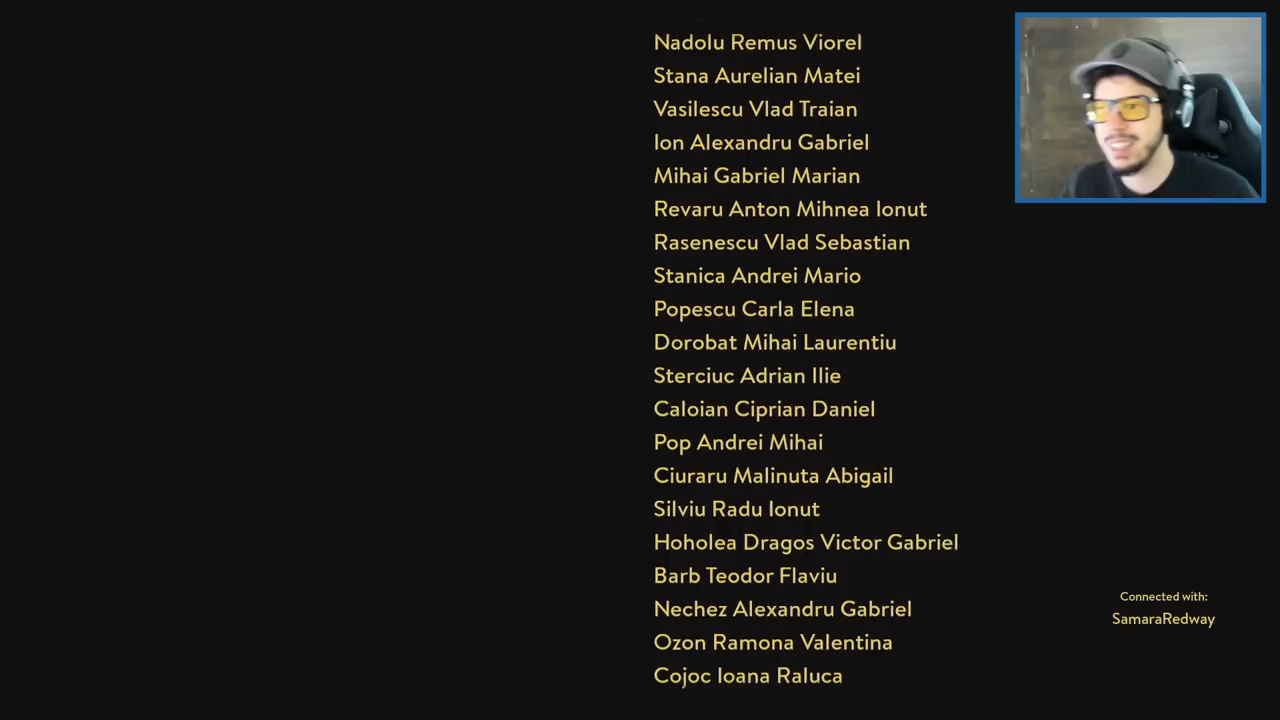 Nadolu Remus Viorel
Stana Aurelian Matei
Vasilescu Vlad Traian
Ion Alexandru Gabriel
Mihai Gabriel Marian
Revaru Anton Mihnea Ionut
Rasenescu Vlad Sebastian
Stanica Andrei Mario
Popescu Carla Elena
Dorobat Mihai Laurentiu
Sterciuc Adrian Ilie
Caloian Ciprian Daniel
Pop Andrei Mihai
Ciuraru Malinuta Abigail
Silviu Radu Ionut
Hoholea Dragos Victor Gabriel
Barb Teodor Flaviu
Nechez Alexandru Gabriel
Ozon Ramona Valentina
Cojoc Ioana Raluca
Connected with:
SamaraRedway